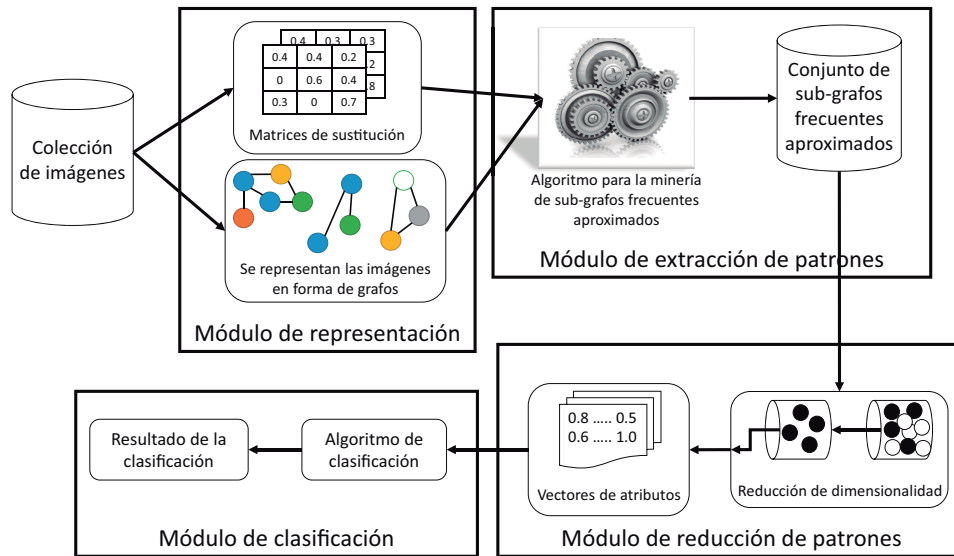 Colección
de imágenes
0.4 0.3 0.3
0.4 0.4 0.2 .2
0 0.6 0.4 .8
0.3 0 0.7
Matrices de sustitución
Se representan las imágenes
en forma de grafos
Módulo de representación
Algoritmo para la minería
de sub-grafos frecuentes
aproximados
Conjunto de
sub-grafos
frecuentes
aproximados
Módulo de extracción de patrones
Resultado de la
clasificación
Algoritmo de
clasificación
Módulo de clasificación
0.8 ..... 0.5
0.6 ..... 1.0
Vectores de atributos
Reducción de dimensionalidad
Módulo de reducción de patrones